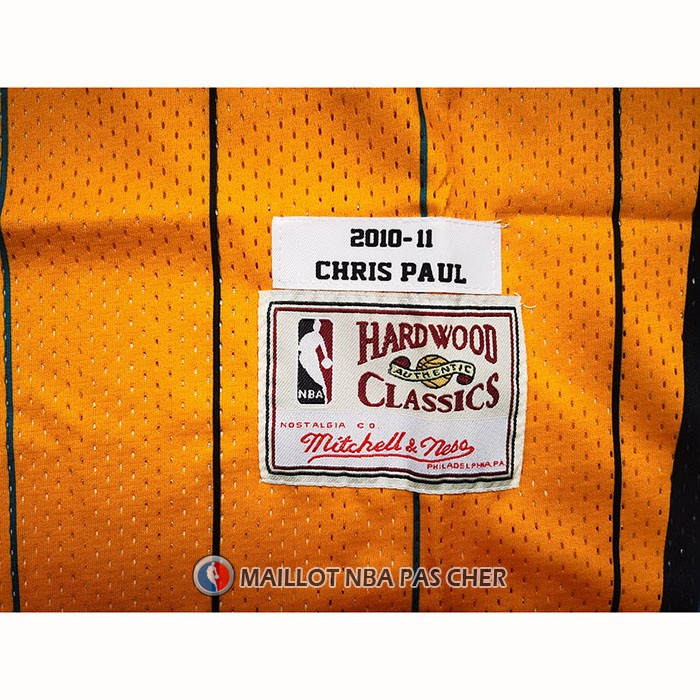 2010-11
CHRIS PAUL
NBA
HARDWOOD
AUTHENTIC
CLASSICS
NOSTALGIA CO.
Mitchell & Ness
PHILADELPHIA, PA
MAILLOT NBA PAS CHER